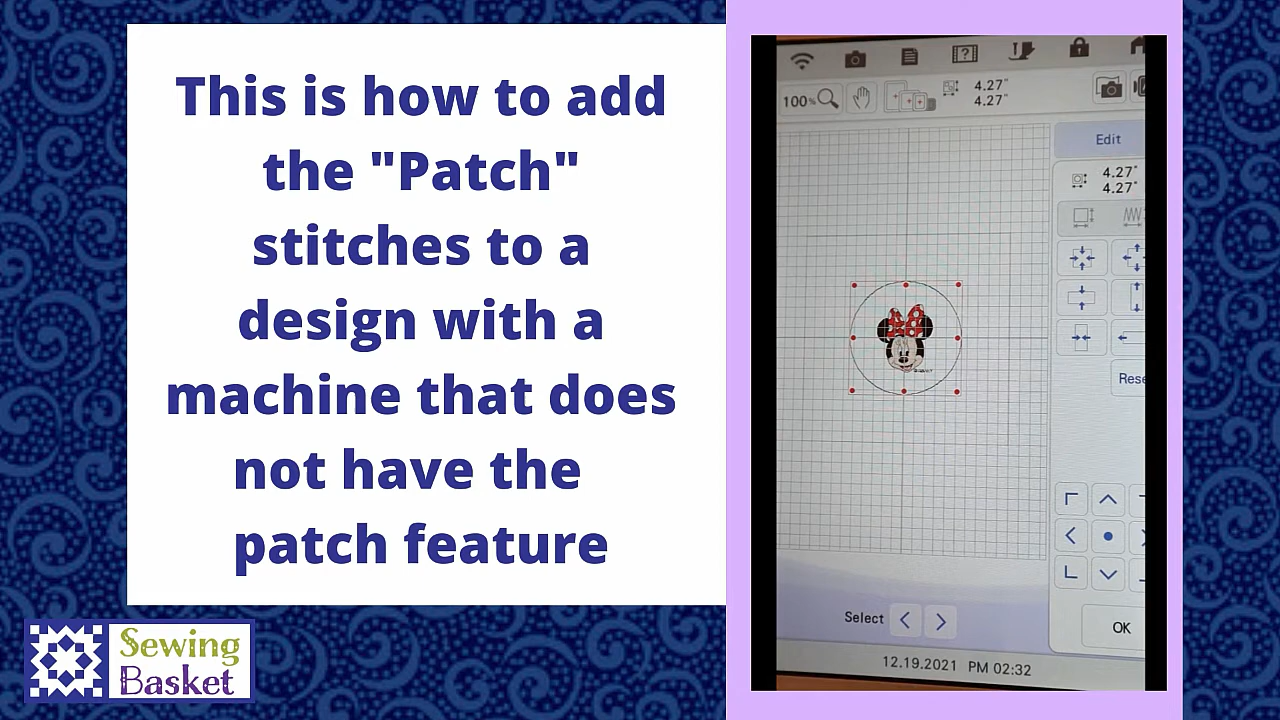 This is how to add
the "Patch"
stitches to a
design with a
machine that does
not have the
patch feature
Sewing
Basket
100%
4.27"
4.27"
Edit
4.27"
4.27"
Rese
Select
OK
12.19.2021 PM 02:32